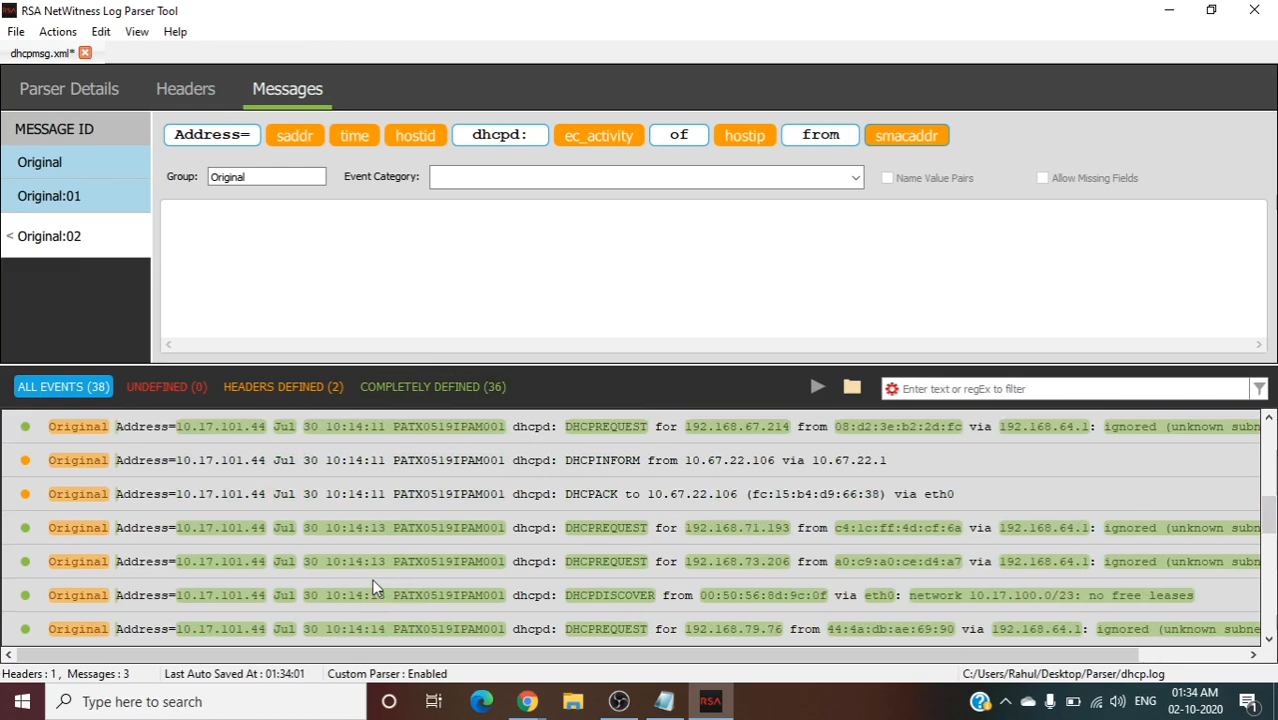 RSA NetWitness Log Parser Tool
File Actions Edit View Help
dhcpmsg.xml*
Parser Details Headers Messages
MESSAGE ID
Address= saddr time hostid dhcpd: ec_activity of hostip from smacaddr
Original
Group: Original Event Category: Name Value Pairs Allow Missing Fields
Original:01
< Original:02
ALL EVENTS (38) UNDEFINED (0) HEADERS DEFINED (2) COMPLETELY DEFINED (36) Enter text or regEx to filter
Original Address=10.17.101.44 Jul 30 10:14:11 PATX0519IPAM001 dhcpd: DHCPREQUEST for 192.168.67.214 from 08:d2:3e:b2:2d:fc via 192.168.64.1: ignored (unknown subn
Original Address=10.17.101.44 Jul 30 10:14:11 PATX0519IPAM001 dhcpd: DHCPINFORM from 10.67.22.106 via 10.67.22.1
Original Address=10.17.101.44 Jul 30 10:14:11 PATX0519IPAM001 dhcpd: DHCPACK to 10.67.22.106 (fc:15:b4:d9:66:38) via eth0
Original Address=10.17.101.44 Jul 30 10:14:13 PATX0519IPAM001 dhcpd: DHCPREQUEST for 192.168.71.193 from c4:1c:ff:4d:cf:6a via 192.168.64.1: ignored (unknown subn
Original Address=10.17.101.44 Jul 30 10:14:13 PATX0519IPAM001 dhcpd: DHCPREQUEST for 192.168.73.206 from a0:c9:a0:ce:d4:a7 via 192.168.64.1: ignored (unknown subn
Original Address=10.17.101.44 Jul 30 PATX0519IPAM001 dhcpd: DHCPDISCOVER from 00:50:56:8d:9c:0f via eth0: network 10.17.100.0/23: no free leases
Original Address=10.17.101.44 Jul 30 10:14:14 PATX0519IPAM001 dhcpd: DHCPREQUEST for 192.168.79.76 from 44:4a:db:ae:69:90 via 192.168.64.1: ignored (unknown subne
Headers : 1 , Messages : 3 Last Auto Saved At : 01:34:01 Custom Parser : Enabled C:/Users/Rahul/Desktop/Parser/dhcp.log
Type here to search RSA ENG 01:34 AM
02-10-2020 1